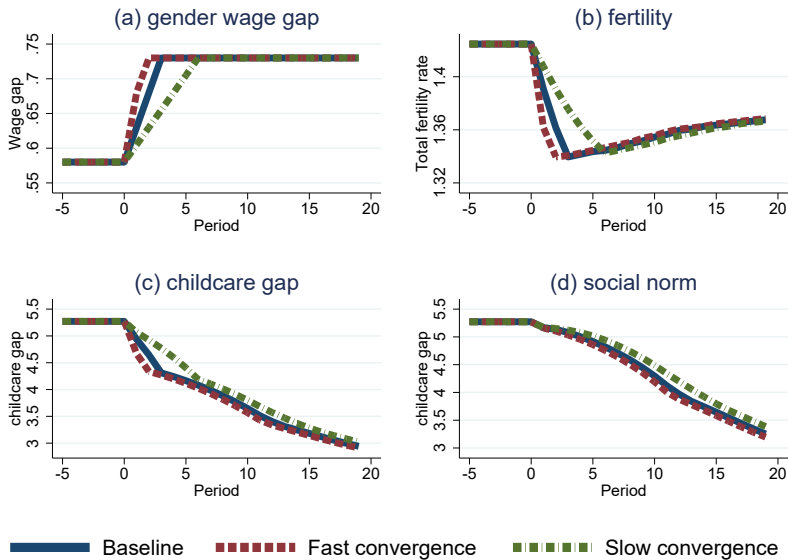 (a) gender wage gap
Wage gap
.55 .6 .65 .7 .75
-5 0 5 10 15 20
Period
(b) fertility
Total fertility rate
1.32 1.36 1.4
-5 0 5 10 15 20
Period
(c) childcare gap
childcare gap
3 3.5 4 4.5 5 5.5
-5 0 5 10 15 20
Period
(d) social norm
childcare gap
3 3.5 4 4.5 5 5.5
-5 0 5 10 15 20
Period
Baseline Fast convergence Slow convergence